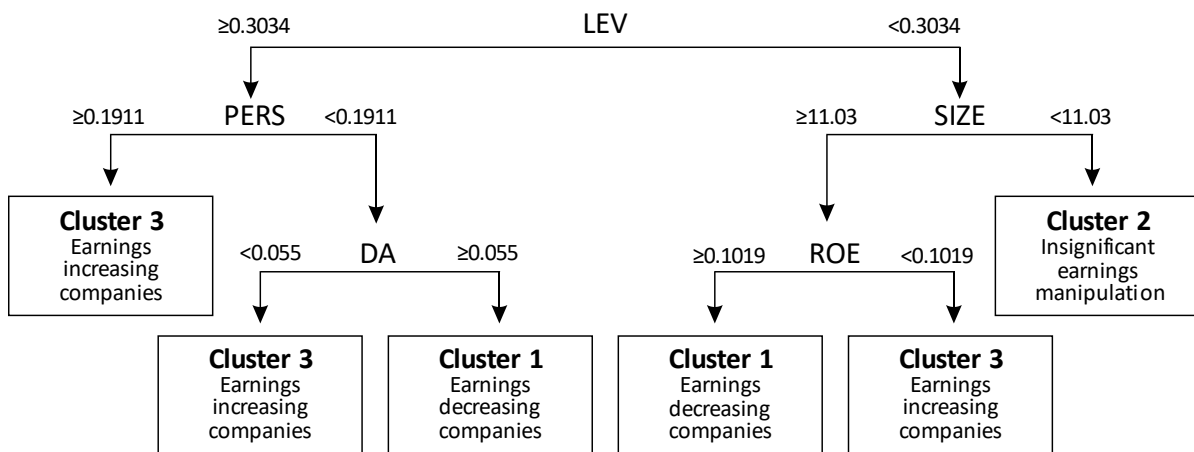 ≥0.3034 LEV <0.3034
≥0.1911 PERS <0.1911 ≥11.03 SIZE <11.03
Cluster 3
Earnings
increasing
companies
Cluster 2
Insignificant
earnings
manipulation
<0.055 DA ≥0.055 ≥0.1019 ROE <0.1019
Cluster 3
Earnings
increasing
companies
Cluster 1
Earnings
decreasing
companies
Cluster 1
Earnings
decreasing
companies
Cluster 3
Earnings
increasing
companies